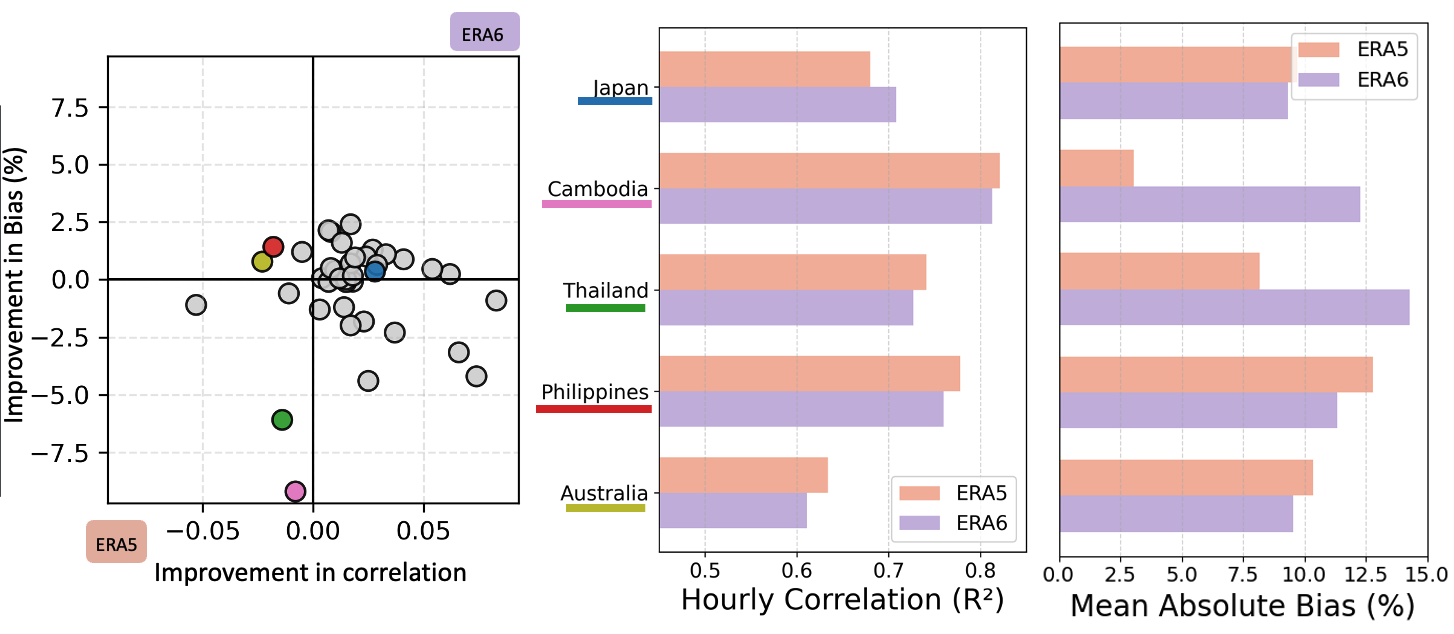 ERA6
7.5
5.0
2.5
0.0
−2.5
−5.0
−7.5
Improvement in Bias (%)
−0.05
0.00
0.05
ERA5
Improvement in correlation
Japan
Cambodia
Thailand
Philippines
Australia
ERA5
ERA6
0.5
0.6
0.7
0.8
Hourly Correlation (R²)
ERA5
ERA6
0.0
2.5
5.0
7.5
10.0
12.5
15.0
Mean Absolute Bias (%)